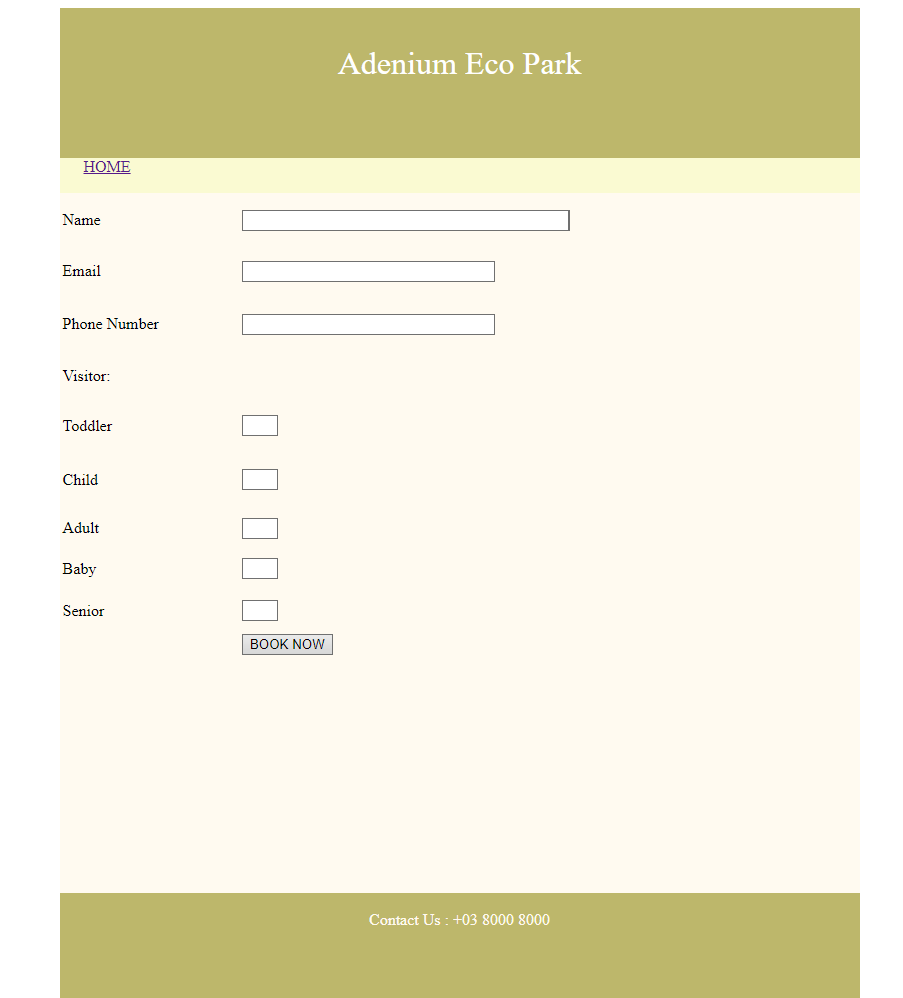 Adenium Eco Park
HOME
Name
Email
Phone Number
Visitor:
Toddler
Child
Adult
Baby
Senior
BOOK NOW
Contact Us : +03 8000 8000